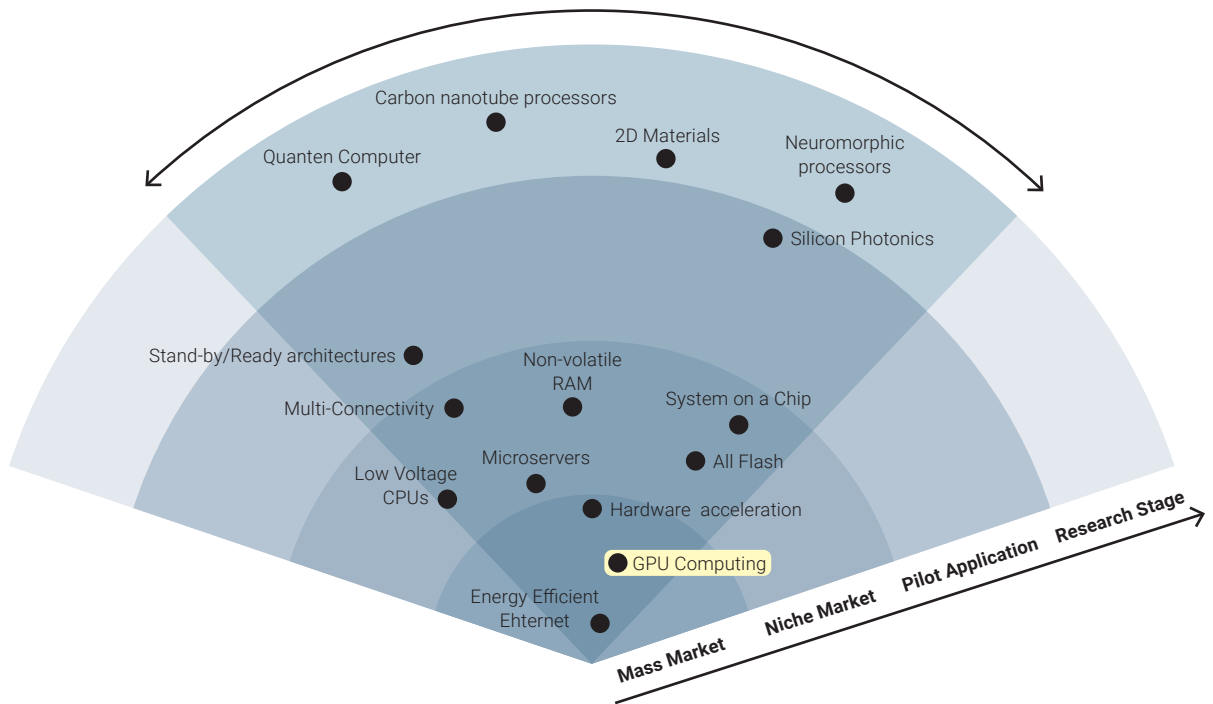 Carbon nanotube processors
2D Materials
Neuromorphic
processors
Quanten Computer
Silicon Photonics
Stand-by/Ready architectures
Non-volatile
RAM
Multi-Connectivity
System on a Chip
Microservers
All Flash
Low Voltage
CPUs
Hardware acceleration
GPU Computing
Energy Efficient
Ehternet
Mass Market
Niche Market
Pilot Application
Research Stage